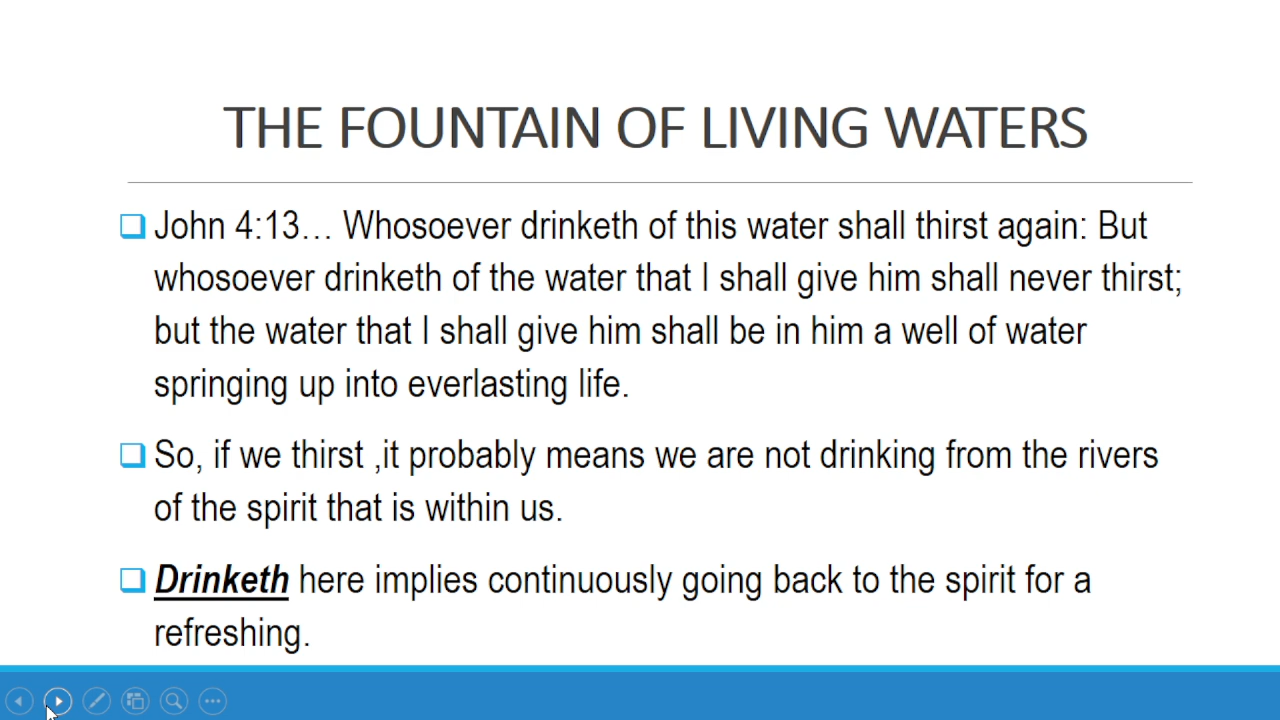 THE FOUNTAIN OF LIVING WATERS
John 4:13… Whosoever drinketh of this water shall thirst again: But
whosoever drinketh of the water that I shall give him shall never thirst;
but the water that I shall give him shall be in him a well of water
springing up into everlasting life.
So, if we thirst ,it probably means we are not drinking from the rivers
of the spirit that is within us.
Drinketh here implies continuously going back to the spirit for a
refreshing.